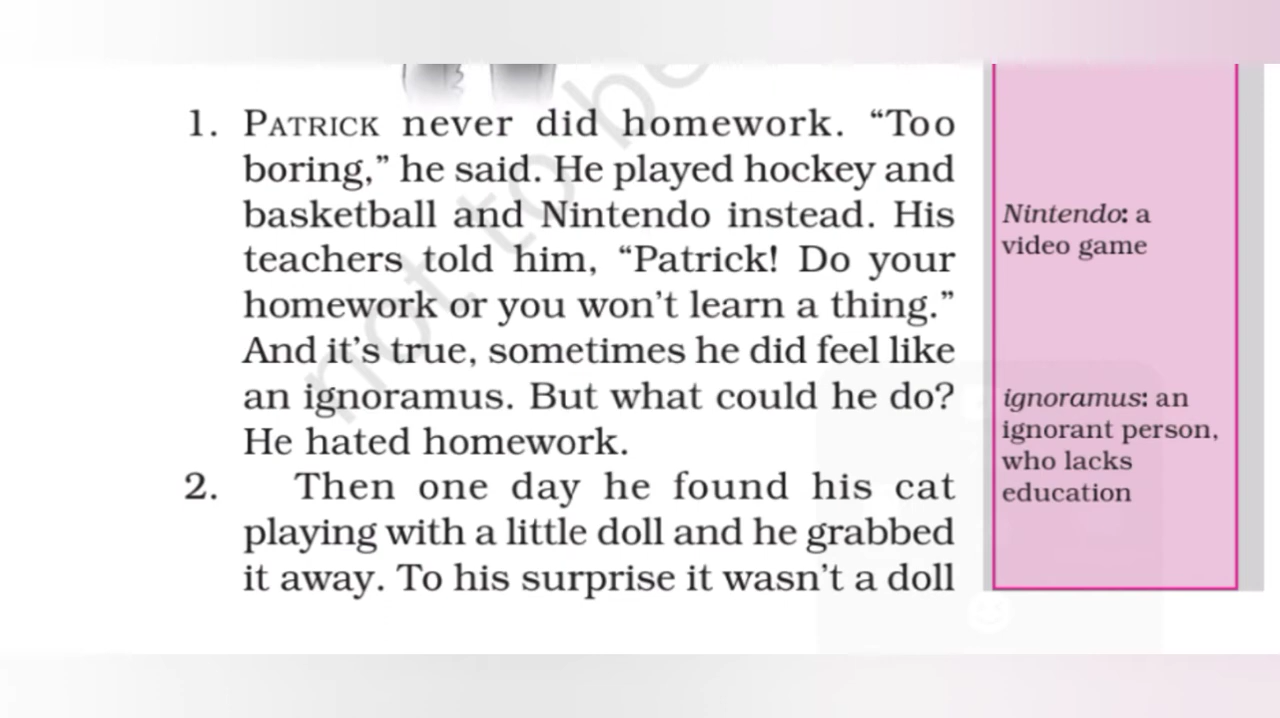 1. PATRICK never did homework. “Too
boring,” he said. He played hockey and
basketball and Nintendo instead. His
teachers told him, “Patrick! Do your
homework or you won’t learn a thing.”
And it’s true, sometimes he did feel like
an ignoramus. But what could he do?
He hated homework.
2. Then one day he found his cat
playing with a little doll and he grabbed
it away. To his surprise it wasn’t a doll
Nintendo: a
video game
ignoramus: an
ignorant person,
who lacks
education
not to be